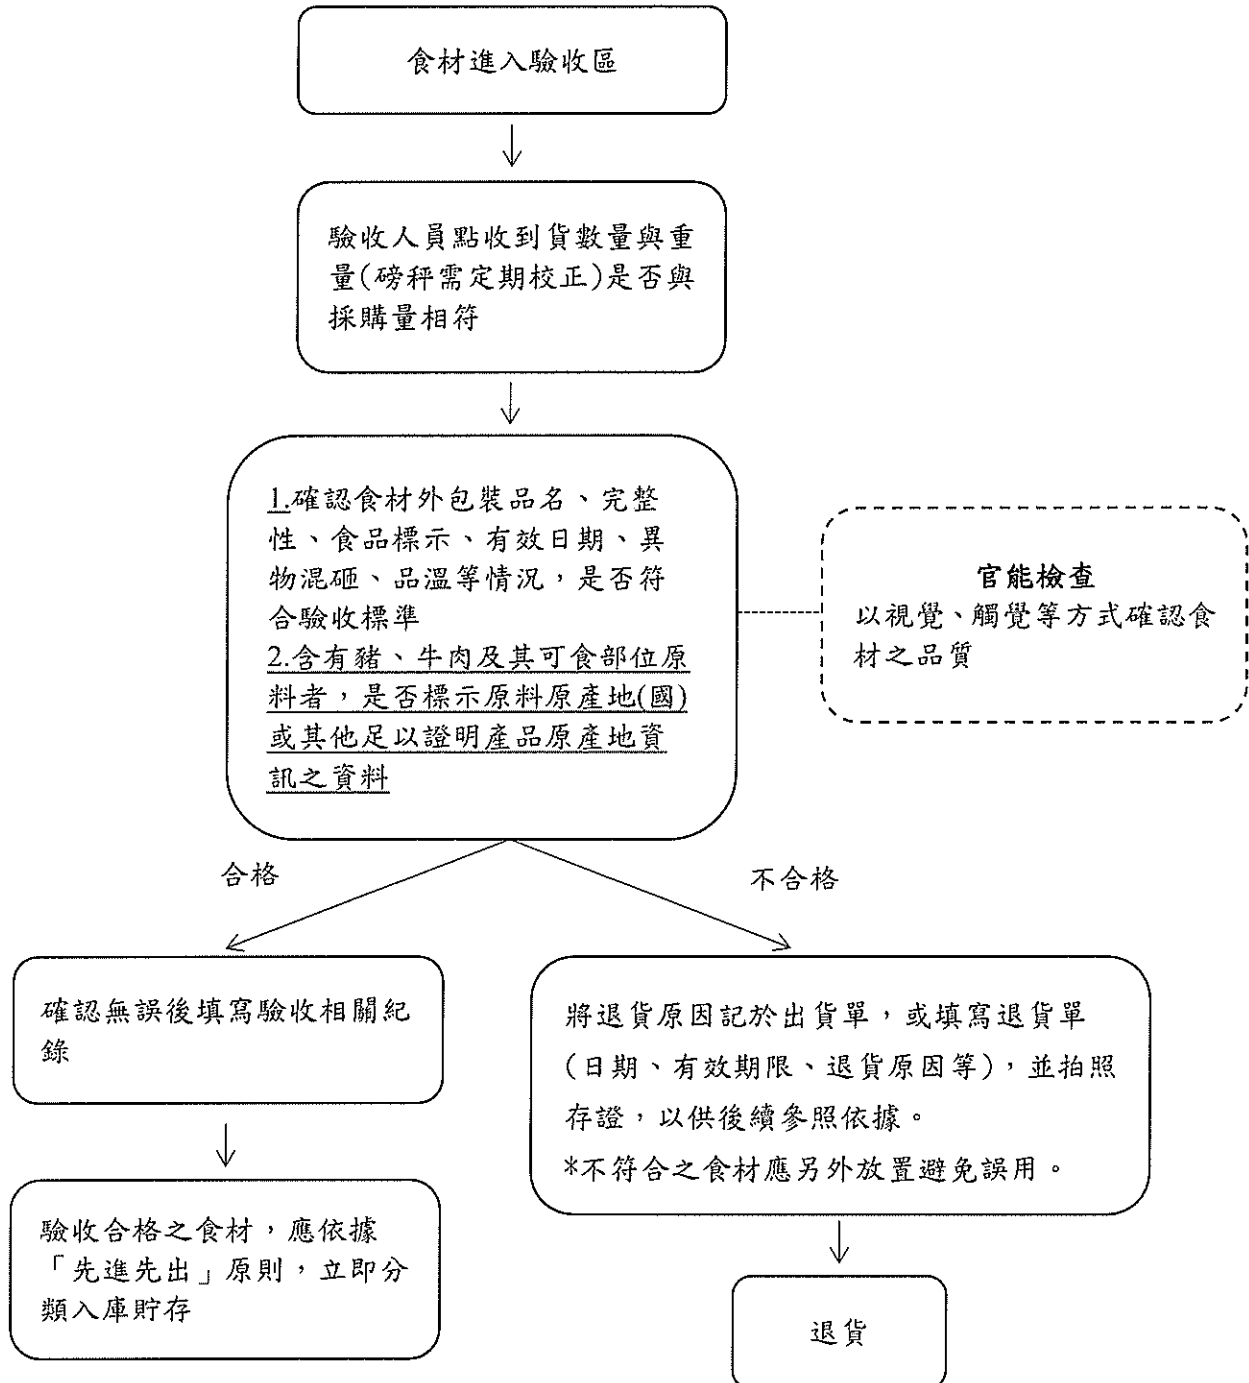 食材進入驗收區
驗收人員點收到貨數量與重
量(磅秤需定期校正)是否與
採購量相符
1.確認食材外包裝品名、完整
性、食品標示、有效日期、異
物混砸、品溫等情況，是否符
合驗收標準
2.含有豬、牛肉及其可食部位原
料者，是否標示原料原產地(國)
或其他足以證明產品原產地資
訊之資料
官能檢查
以視覺、觸覺等方式確認食
材之品質
合格
不合格
確認無誤後填寫驗收相關紀
錄
將退貨原因記於出貨單，或填寫退貨單
(日期、有效期限、退貨原因等)，並拍照
存證，以供後續參照依據。
*不符合之食材應另外放置避免誤用。
驗收合格之食材，應依據
「先進先出」原則，立即分
類入庫貯存
退貨